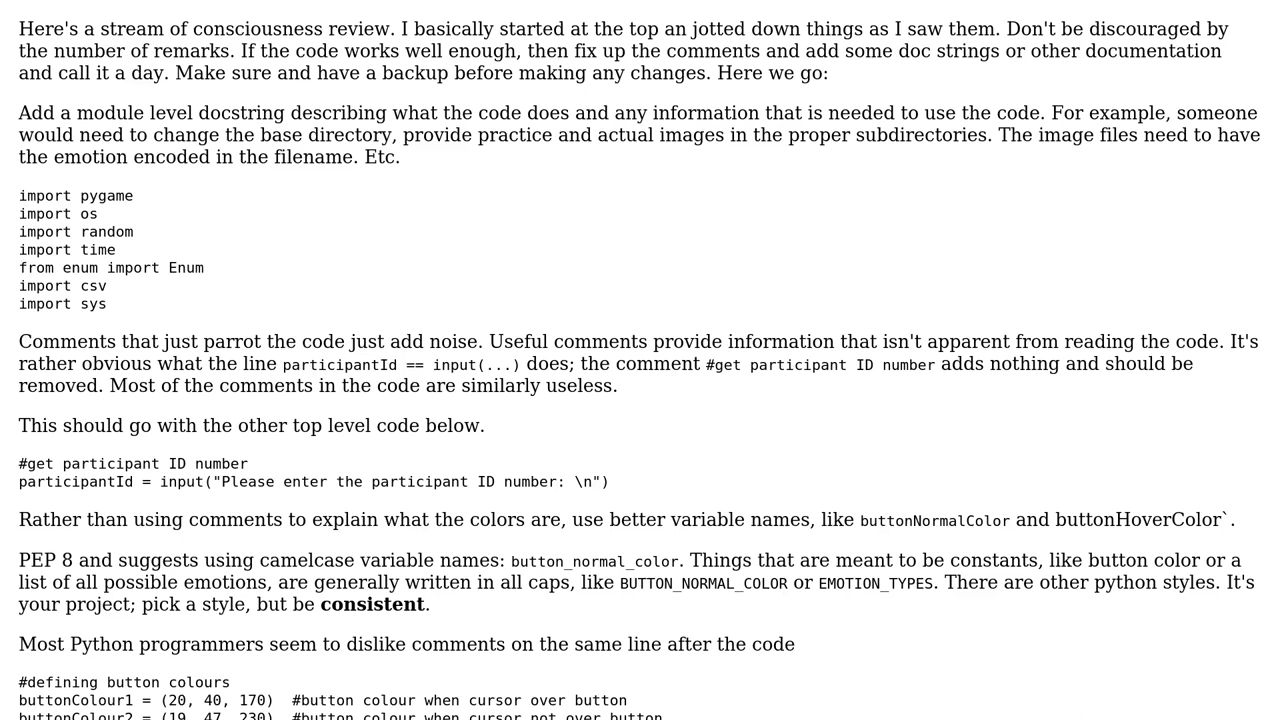 Here's a stream of consciousness review. I basically started at the top an jotted down things as I saw them. Don't be discouraged by
the number of remarks. If the code works well enough, then fix up the comments and add some doc strings or other documentation
and call it a day. Make sure and have a backup before making any changes. Here we go:
Add a module level docstring describing what the code does and any information that is needed to use the code. For example, someone
would need to change the base directory, provide practice and actual images in the proper subdirectories. The image files need to have
the emotion encoded in the filename. Etc.
import pygame
import os
import random
import time
from enum import Enum
import csv
import sys
Comments that just parrot the code just add noise. Useful comments provide information that isn't apparent from reading the code. It's
rather obvious what the line participantId == input(...) does; the comment #get participant ID number adds nothing and should be
removed. Most of the comments in the code are similarly useless.
This should go with the other top level code below.
#get participant ID number
participantId = input("Please enter the participant ID number: \n")
Rather than using comments to explain what the colors are, use better variable names, like buttonNormalColor and buttonHoverColor`.
PEP 8 and suggests using camelcase variable names: button_normal_color. Things that are meant to be constants, like button color or a
list of all possible emotions, are generally written in all caps, like BUTTON_NORMAL_COLOR or EMOTION_TYPES. There are other python styles. It's
your project; pick a style, but be consistent.
Most Python programmers seem to dislike comments on the same line after the code
#defining button colours
buttonColour1 = (20, 40, 170)  #button colour when cursor over button
buttonColour2 = (19, 47, 230)  #button colour when cursor not over button